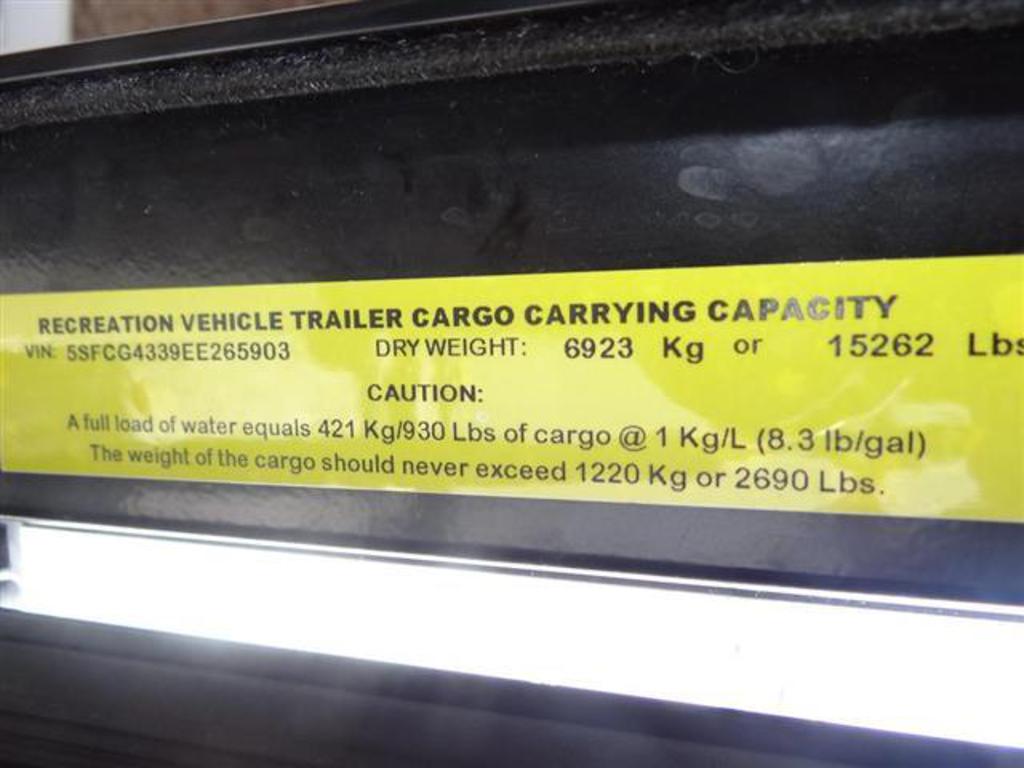 RECREATION VEHICLE TRAILER CARGO CARRYING CAPACITY
VIN: 5SFCG4339EE265903 DRY WEIGHT: 6923 Kg or 15262 Lbs
CAUTION:
A full load of water equals 421 Kg/930 Lbs of cargo @ 1 Kg/L (8.3 lb/gal)
The weight of the cargo should never exceed 1220 Kg or 2690 Lbs.